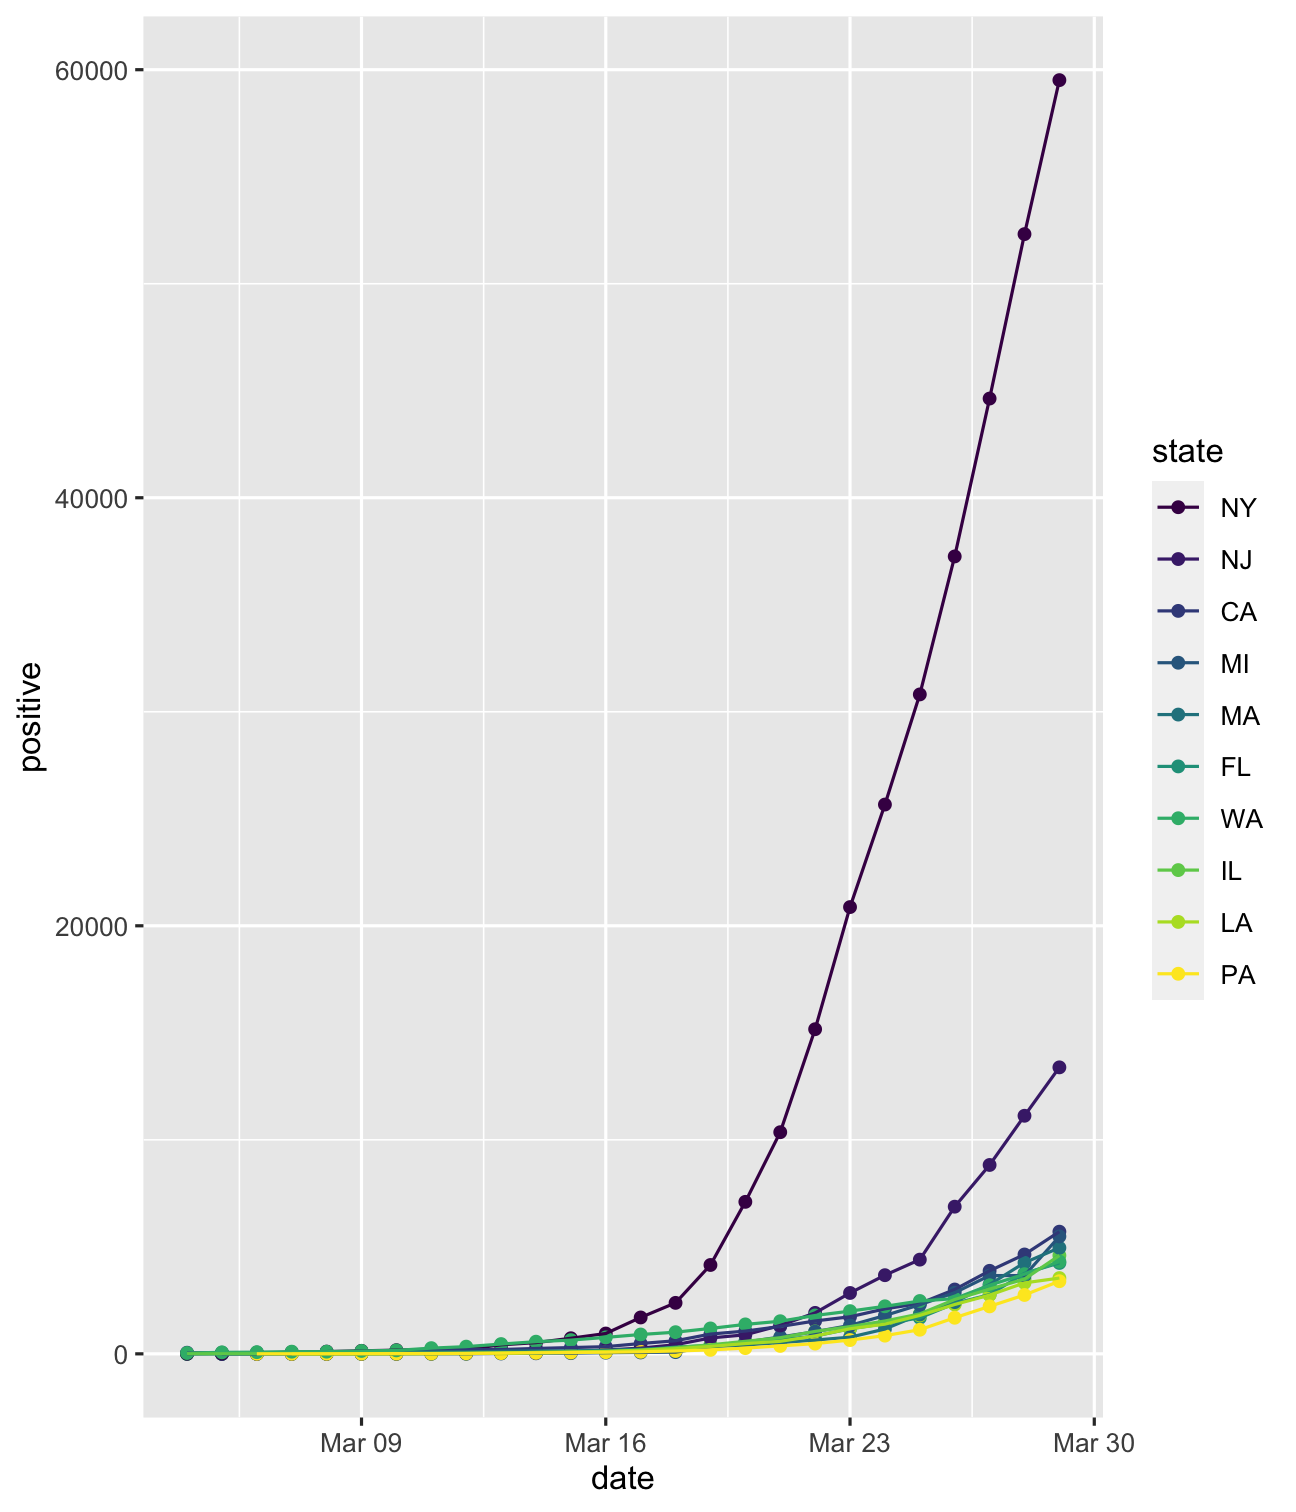 60000
40000
20000
0
positive
Mar 09
Mar 16
Mar 23
Mar 30
date
state
NY
NJ
CA
MI
MA
FL
WA
IL
LA
PA